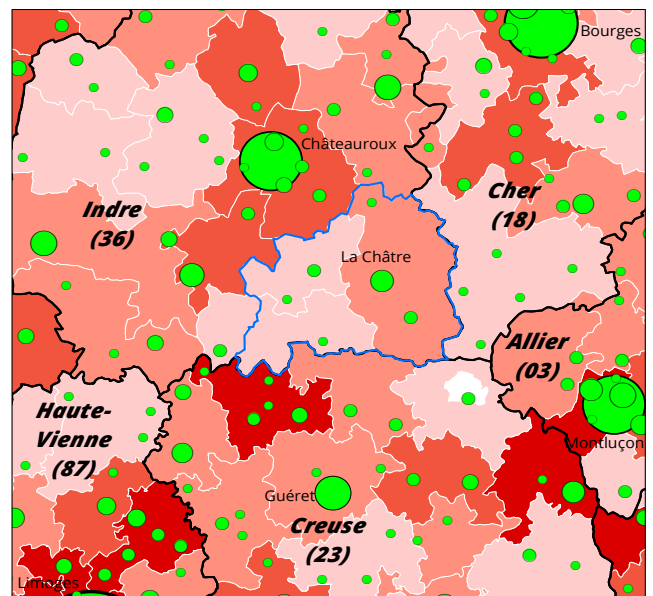 Bourges
Châteauroux
Cher
(18)
Indre
(36)
La Châtre
Allier
(03)
Haute-
Vienne
(87)
Montluçon
Guéret
Creuse
(23)
Limoges